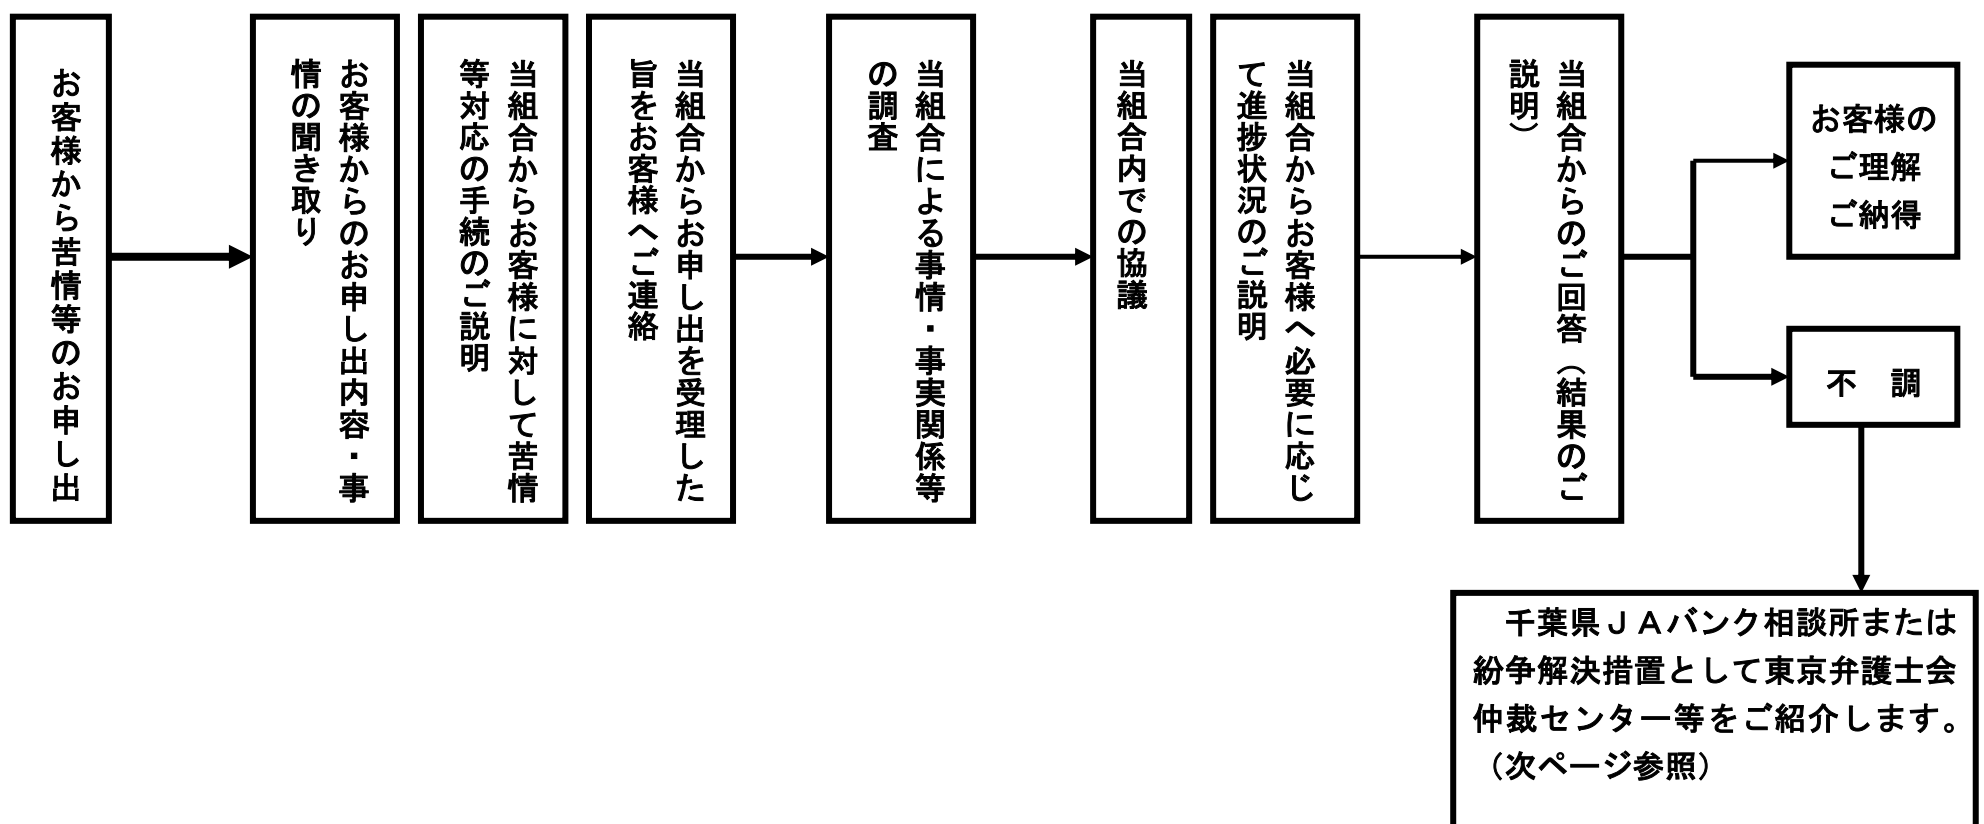 お客様から苦情等のお申し出
お客様からのお申し出内容・事
情の聞き取り
当組合からお客様に対して苦情
等対応の手続のご説明
当組合からお申し出を受理した
旨をお客様へご連絡
当組合による事情・事実関係等
の調査
当組合内での協議
当組合からお客様へ必要に応じ
て進捗状況のご説明
当組合からのご回答（結果のご
説明）
お客様の
ご理解
ご納得
不　調
千葉県ＪＡバンク相談所または
紛争解決措置として東京弁護士会
仲裁センター等をご紹介します。
（次ページ参照）